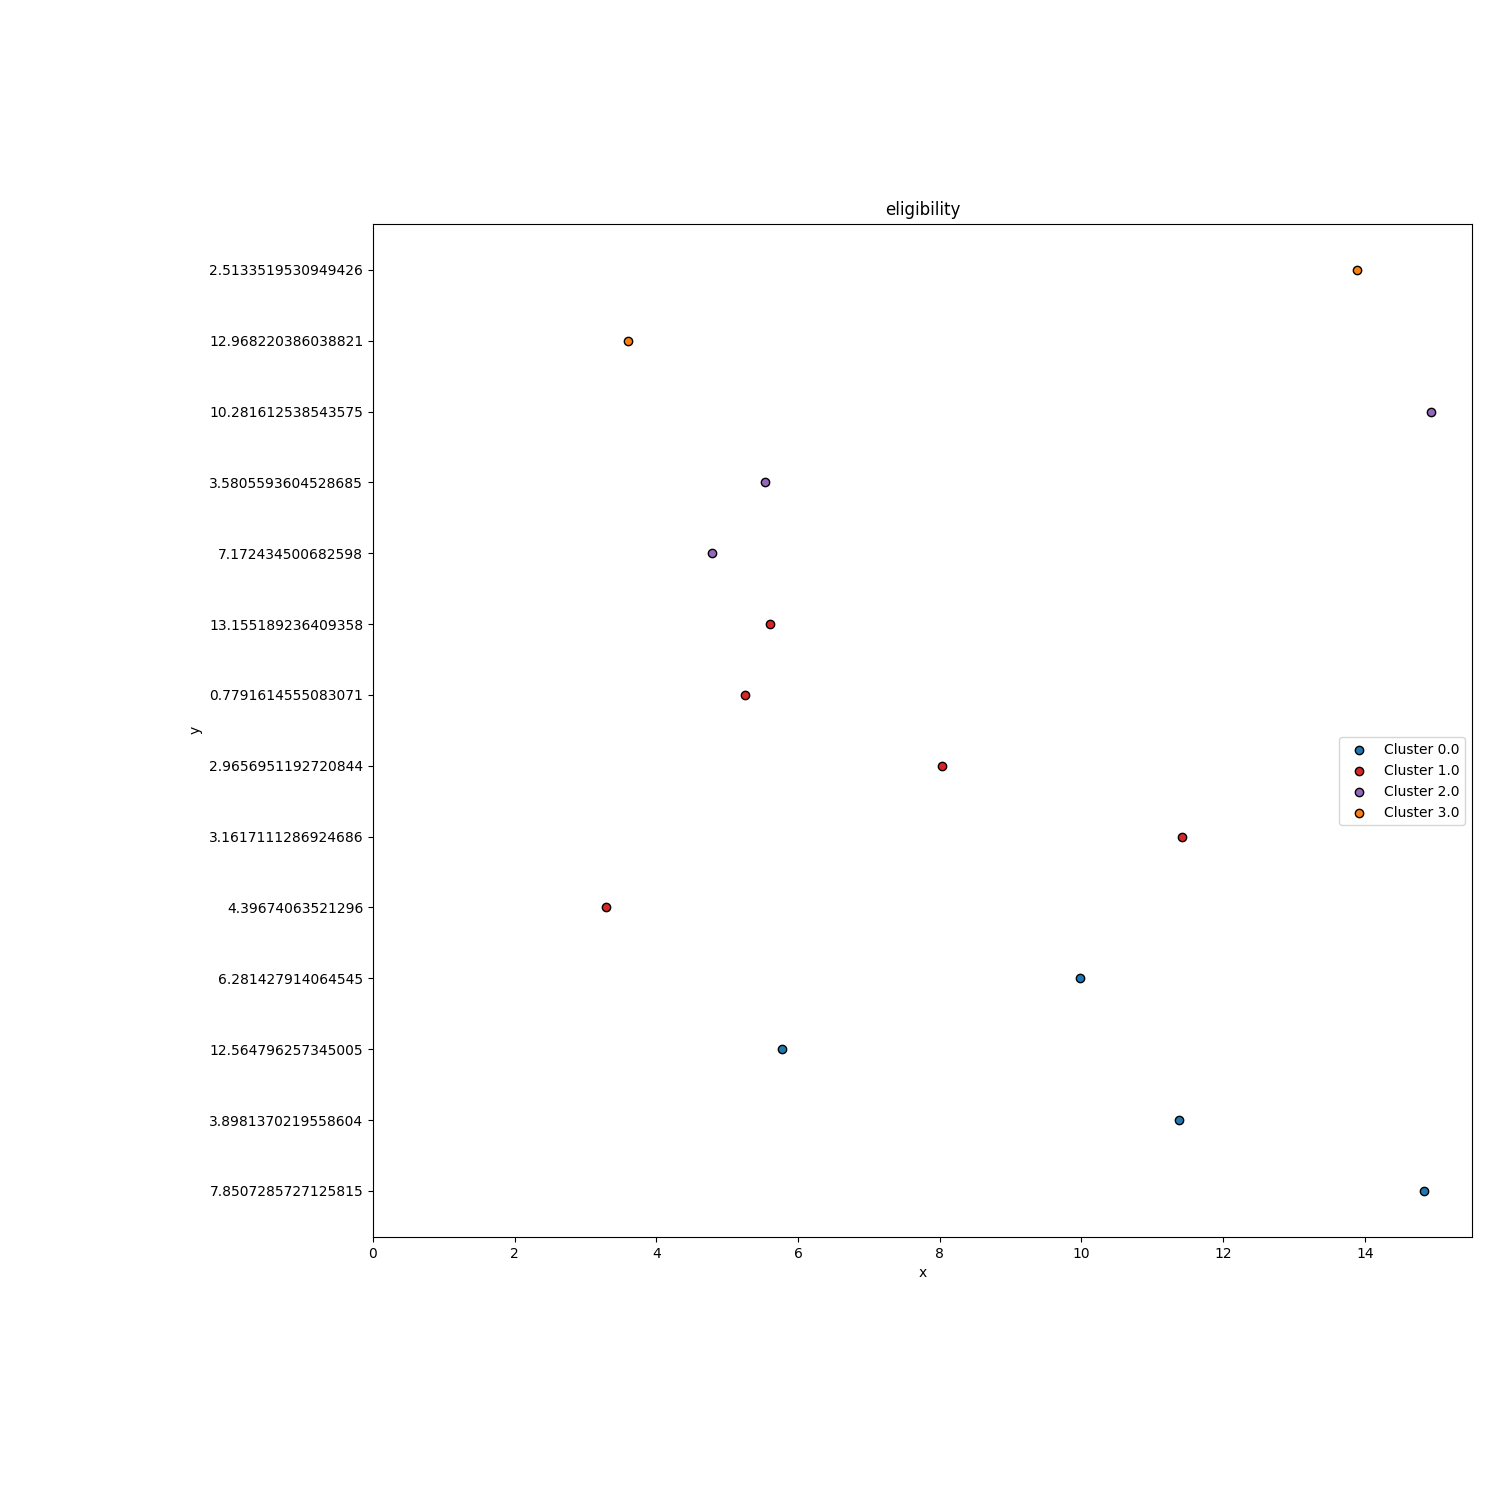 eligibility
2.5133519530949426
12.968220386038821
10.281612538543575
3.5805593604528685
7.172434500682598
13.155189236409358
0.7791614555083071
2.9656951192720844
3.1617111286924686
4.39674063521296
6.281427914064545
12.564796257345005
3.8981370219558604
7.8507285727125815
y
Cluster 0.0
Cluster 1.0
Cluster 2.0
Cluster 3.0
0 2 4 6 8 10 12 14
x